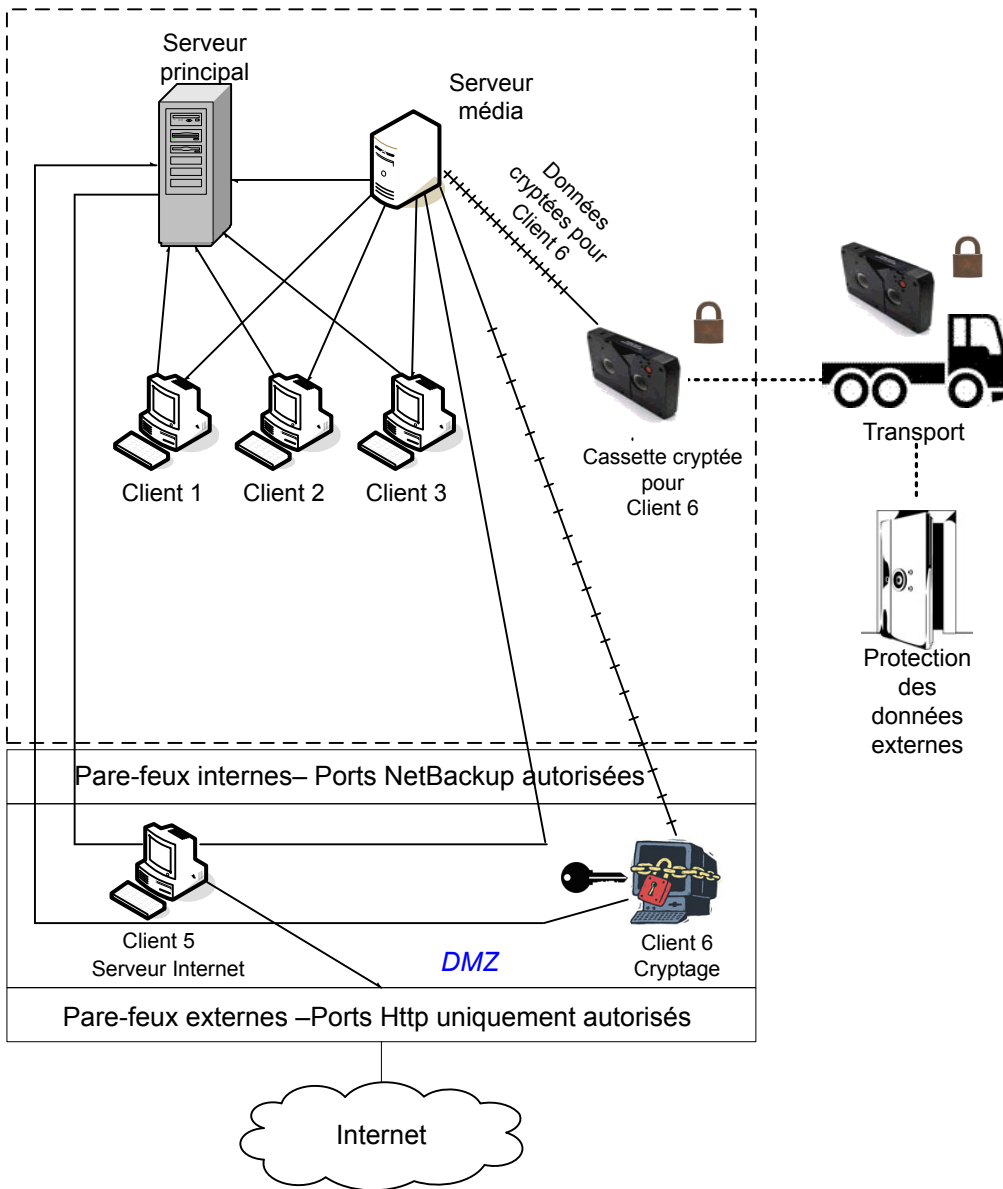 Serveur
principal
Serveur
média
Données
cryptées pour
Client 6
Client 1
Client 2
Client 3
Cassette cryptée
pour
Client 6
Transport
Protection
des
données
externes
Pare-feux internes– Ports NetBackup autorisées
Client 5
Serveur Internet
DMZ
Client 6
Cryptage
Pare-feux externes –Ports Http uniquement autorisés
Internet